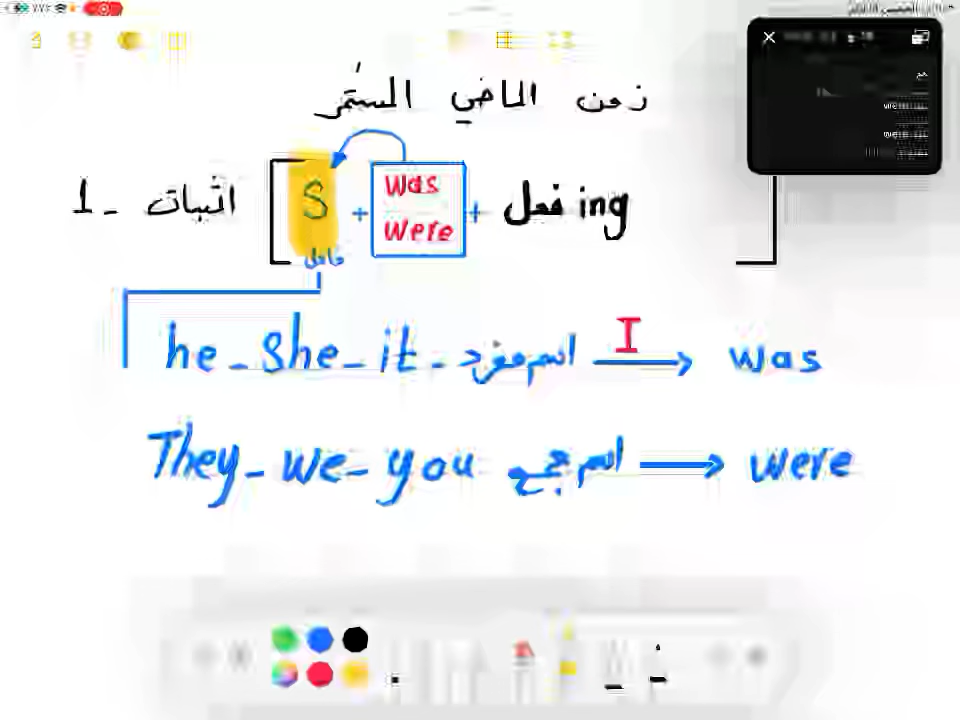 زمن الماضي المستمر
1- اثبات [ S + was were + فعل ing ]
فاعل
he - she - it - اسم مفرد I → was
They - we - you اسم جمع → were